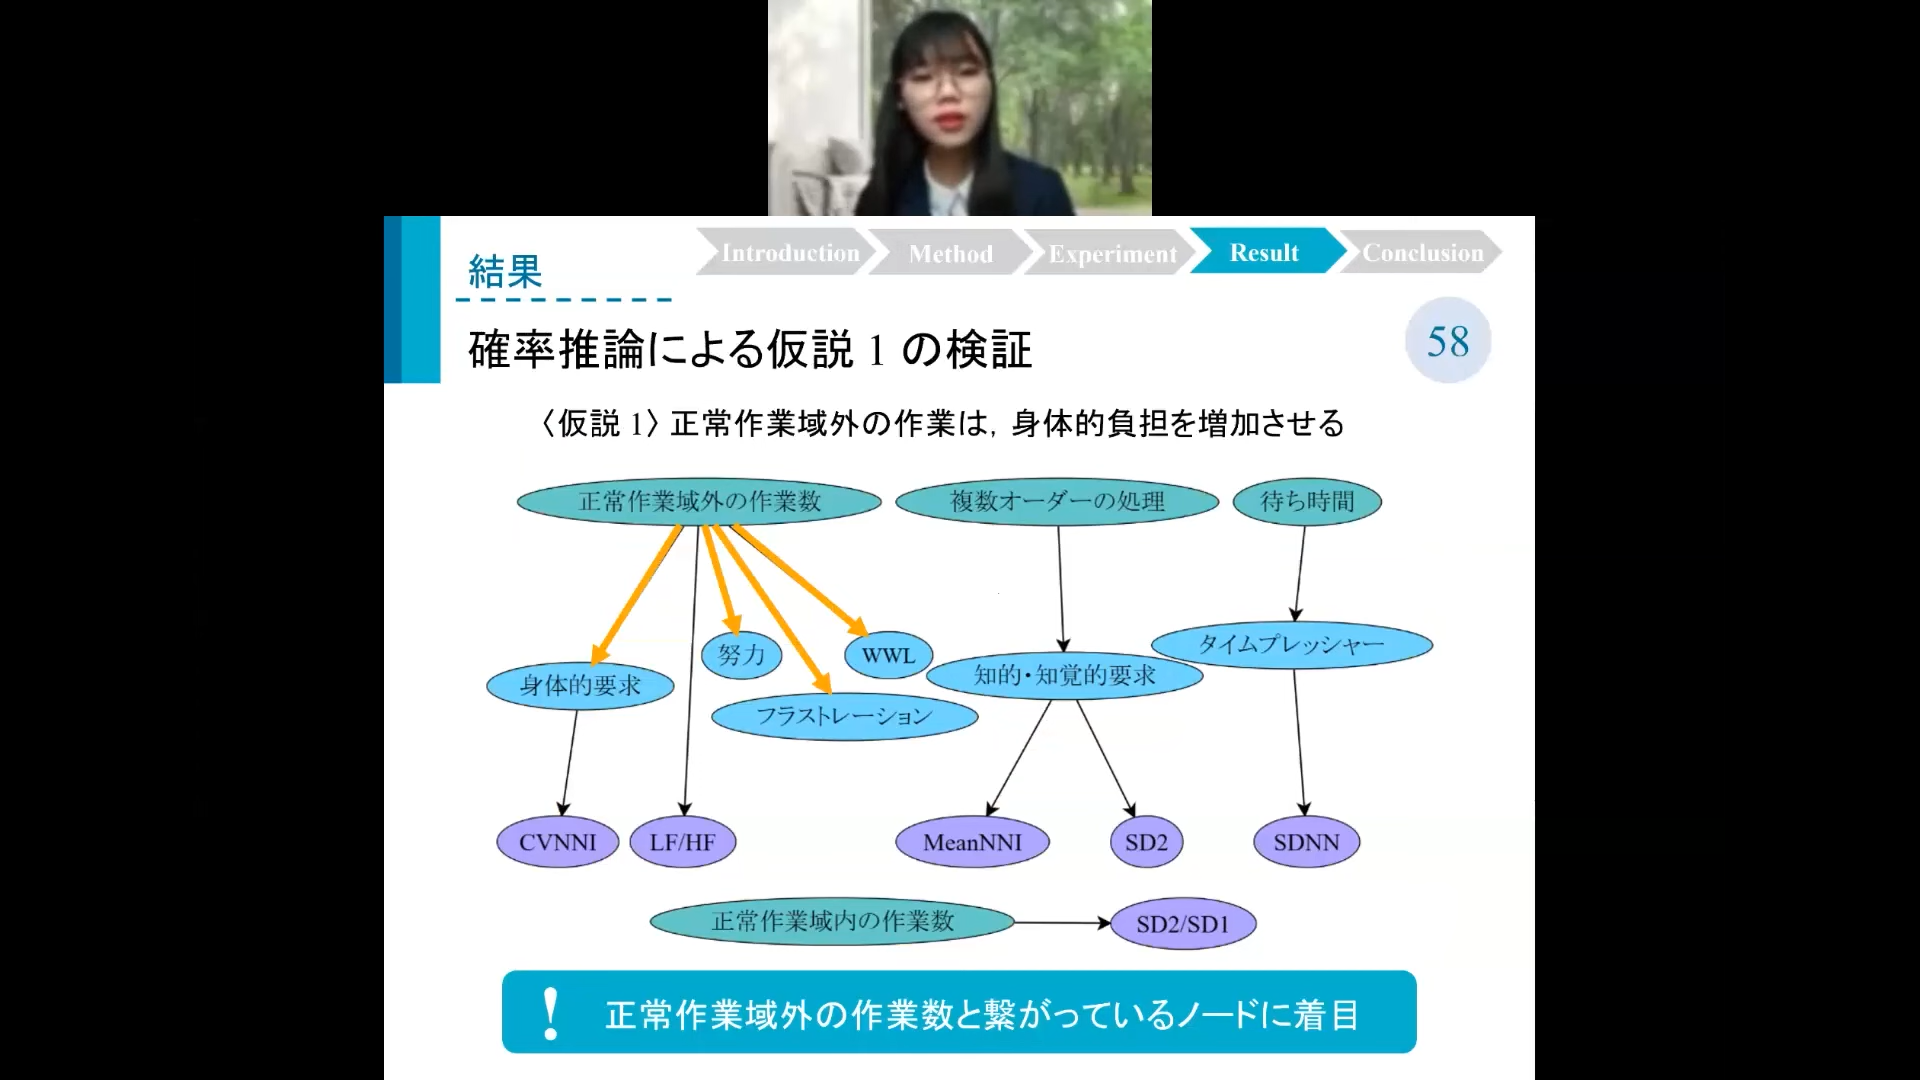 Introduction
Method
Experiment
Result
Conclusion
結果
確率推論による仮説 1 の検証
58
〈仮説 1〉 正常作業域外の作業は, 身体的負担を増加させる
正常作業域外の作業数
複数オーダーの処理
待ち時間
努力
WWL
タイムプレッシャー
身体的要求
知的・知覚的要求
フラストレーション
CVNNI
LF/HF
MeanNNI
SD2
SDNN
正常作業域内の作業数
SD2/SD1
! 正常作業域外の作業数と繋がっているノードに着目